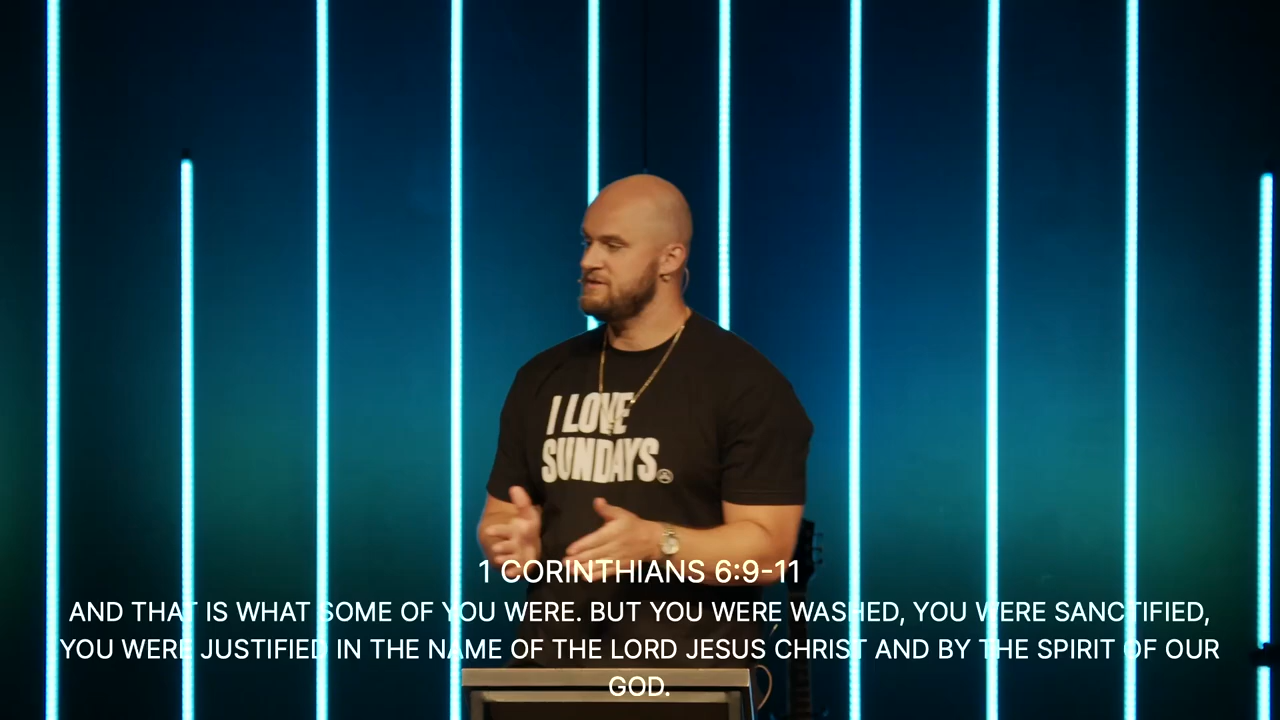 I LOVE
SUNDAYS.
1 CORINTHIANS 6:9-11
AND THAT IS WHAT SOME OF YOU WERE. BUT YOU WERE WASHED, YOU WERE SANCTIFIED,
YOU WERE JUSTIFIED IN THE NAME OF THE LORD JESUS CHRIST AND BY THE SPIRIT OF OUR
GOD.